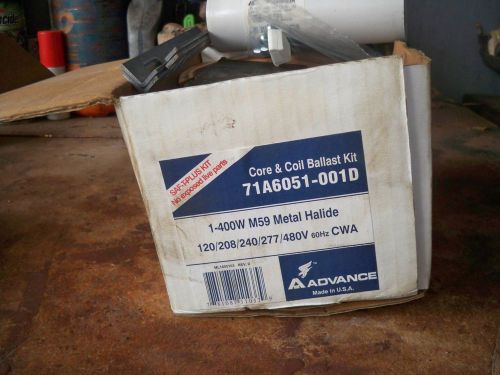 SAF-T-PLUS KIT
No exposed live parts
Core & Coil Ballast Kit
71A6051-001D
1-400W M59 Metal Halide
120/208/240/277/480V 60Hz CWA
ADVANCE
Made in U.S.A.